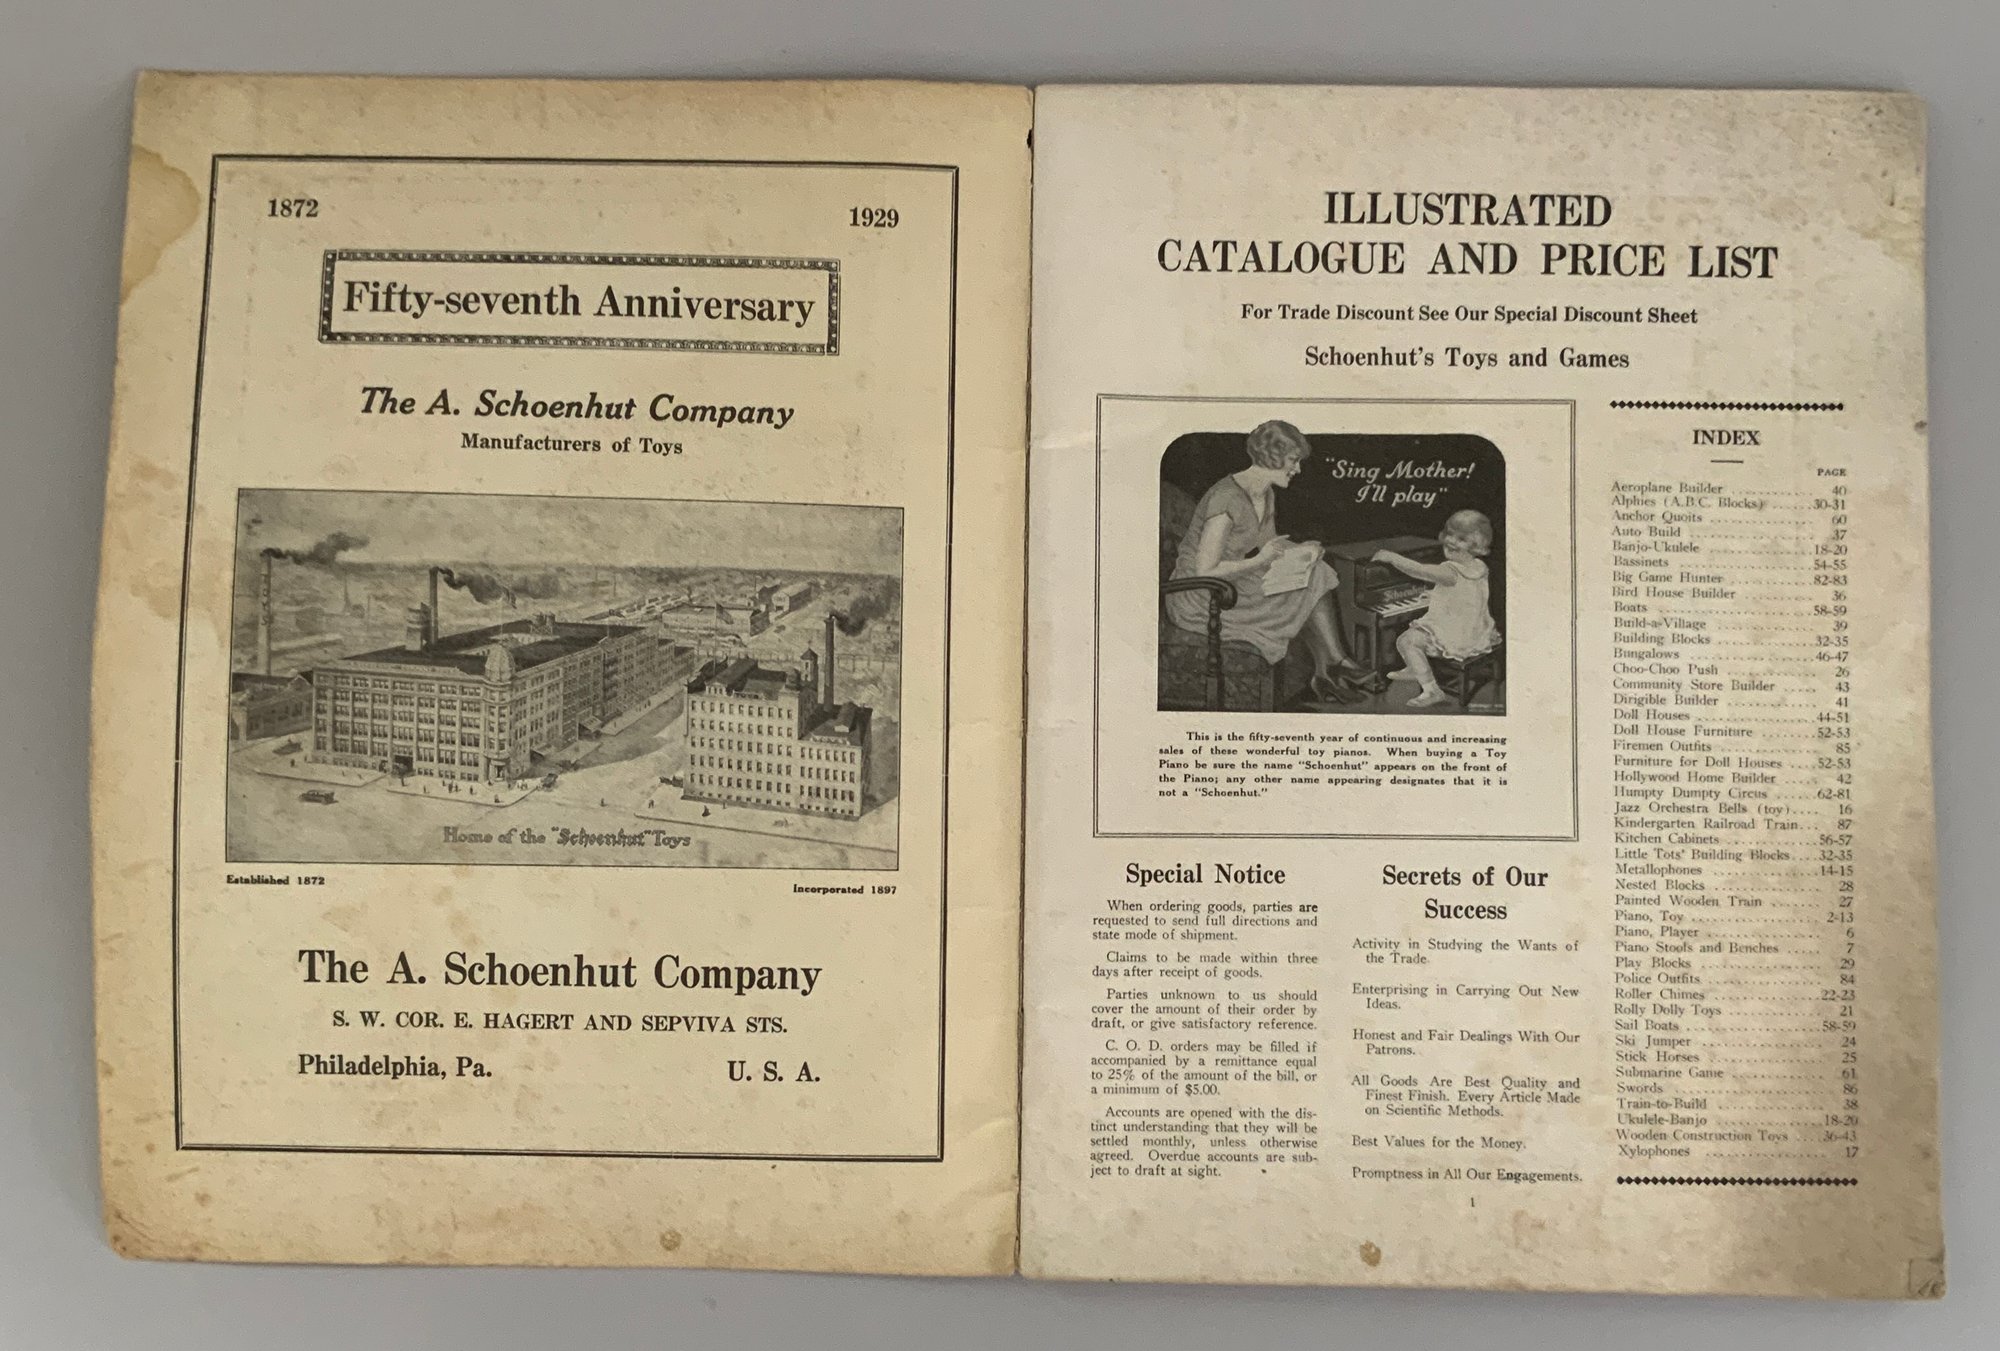 1872
1929
Fifty-seventh Anniversary
The A. Schoenhut Company
Manufacturers of Toys
Home of the "Schoenhut" Toys
Established 1872
Incorporated 1897
The A. Schoenhut Company
S. W. COR. E. HAGERT AND SEPVIVA STS.
Philadelphia, Pa.
U. S. A.
ILLUSTRATED
CATALOGUE AND PRICE LIST
For Trade Discount See Our Special Discount Sheet
Schoenhut's Toys and Games
"Sing Mother!
I'll play"
Schoenhut
This is the fifty-seventh year of continuous and increasing
sales of these wonderful toy pianos. When buying a Toy
Piano be sure the name "Schoenhut" appears on the front of
the Piano; any other name appearing designates that it is
not a "Schoenhut."
Special Notice
When ordering goods, parties are
requested to send full directions and
state mode of shipment.
Claims to be made within three
days after receipt of goods.
Parties unknown to us should
cover the amount of their order by
draft, or give satisfactory reference.
C. O. D. orders may be filled if
accompanied by a remittance equal
to 25% of the amount of the bill, or
a minimum of $5.00.
Accounts are opened with the dis-
tinct understanding that they will be
settled monthly, unless otherwise
agreed. Overdue accounts are sub-
ject to draft at sight.
Secrets of Our
Success
Activity in Studying the Wants of
the Trade.
Enterprising in Carrying Out New
Ideas.
Honest and Fair Dealings With Our
Patrons.
All Goods Are Best Quality and
Finest Finish. Every Article Made
on Scientific Methods.
Best Values for the Money.
Promptness in All Our Engagements.
INDEX
PAGE
Aeroplane Builder 40
Alphies (A.B.C. Blocks) 30-31
Anchor Quoits 60
Auto Build 37
Banjo-Ukulele 18-20
Bassinets 54-55
Big Game Hunter 82-83
Bird House Builder 36
Boats 58-59
Build-a-Village 39
Building Blocks 32-35
Bungalows 46-47
Choo-Choo Push 26
Community Store Builder 43
Dirigible Builder 41
Doll Houses 44-51
Doll House Furniture 52-53
Firemen Outfits 85
Furniture for Doll Houses 52-53
Hollywood Home Builder 42
Humpty Dumpty Circus 62-81
Jazz Orchestra Bells (toy) 16
Kindergarten Railroad Train 87
Kitchen Cabinets 56-57
Little Tots' Building Blocks 32-35
Metallophones 14-15
Nested Blocks 28
Painted Wooden Train 27
Piano, Toy 2-13
Piano, Player 6
Piano Stools and Benches 7
Play Blocks 29
Police Outfits 84
Roller Chimes 22-23
Rolly Dolly Toys 21
Sail Boats 58-59
Ski Jumper 24
Stick Horses 25
Submarine Game 61
Swords 86
Train-to-Build 38
Ukulele-Banjo 18-20
Wooden Construction Toys 36-43
Xylophones 17
1